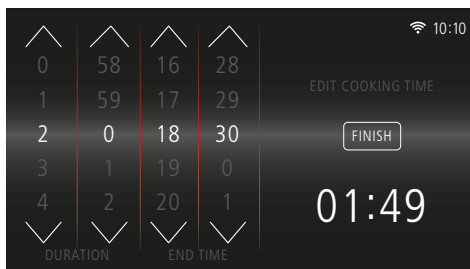 10:10
0 58 16 28
1 59 17 29
EDIT COOKING TIME
2 0 18 30
FINISH
3 1 19 0
4 2 20 1
01:49
DURATION END TIME